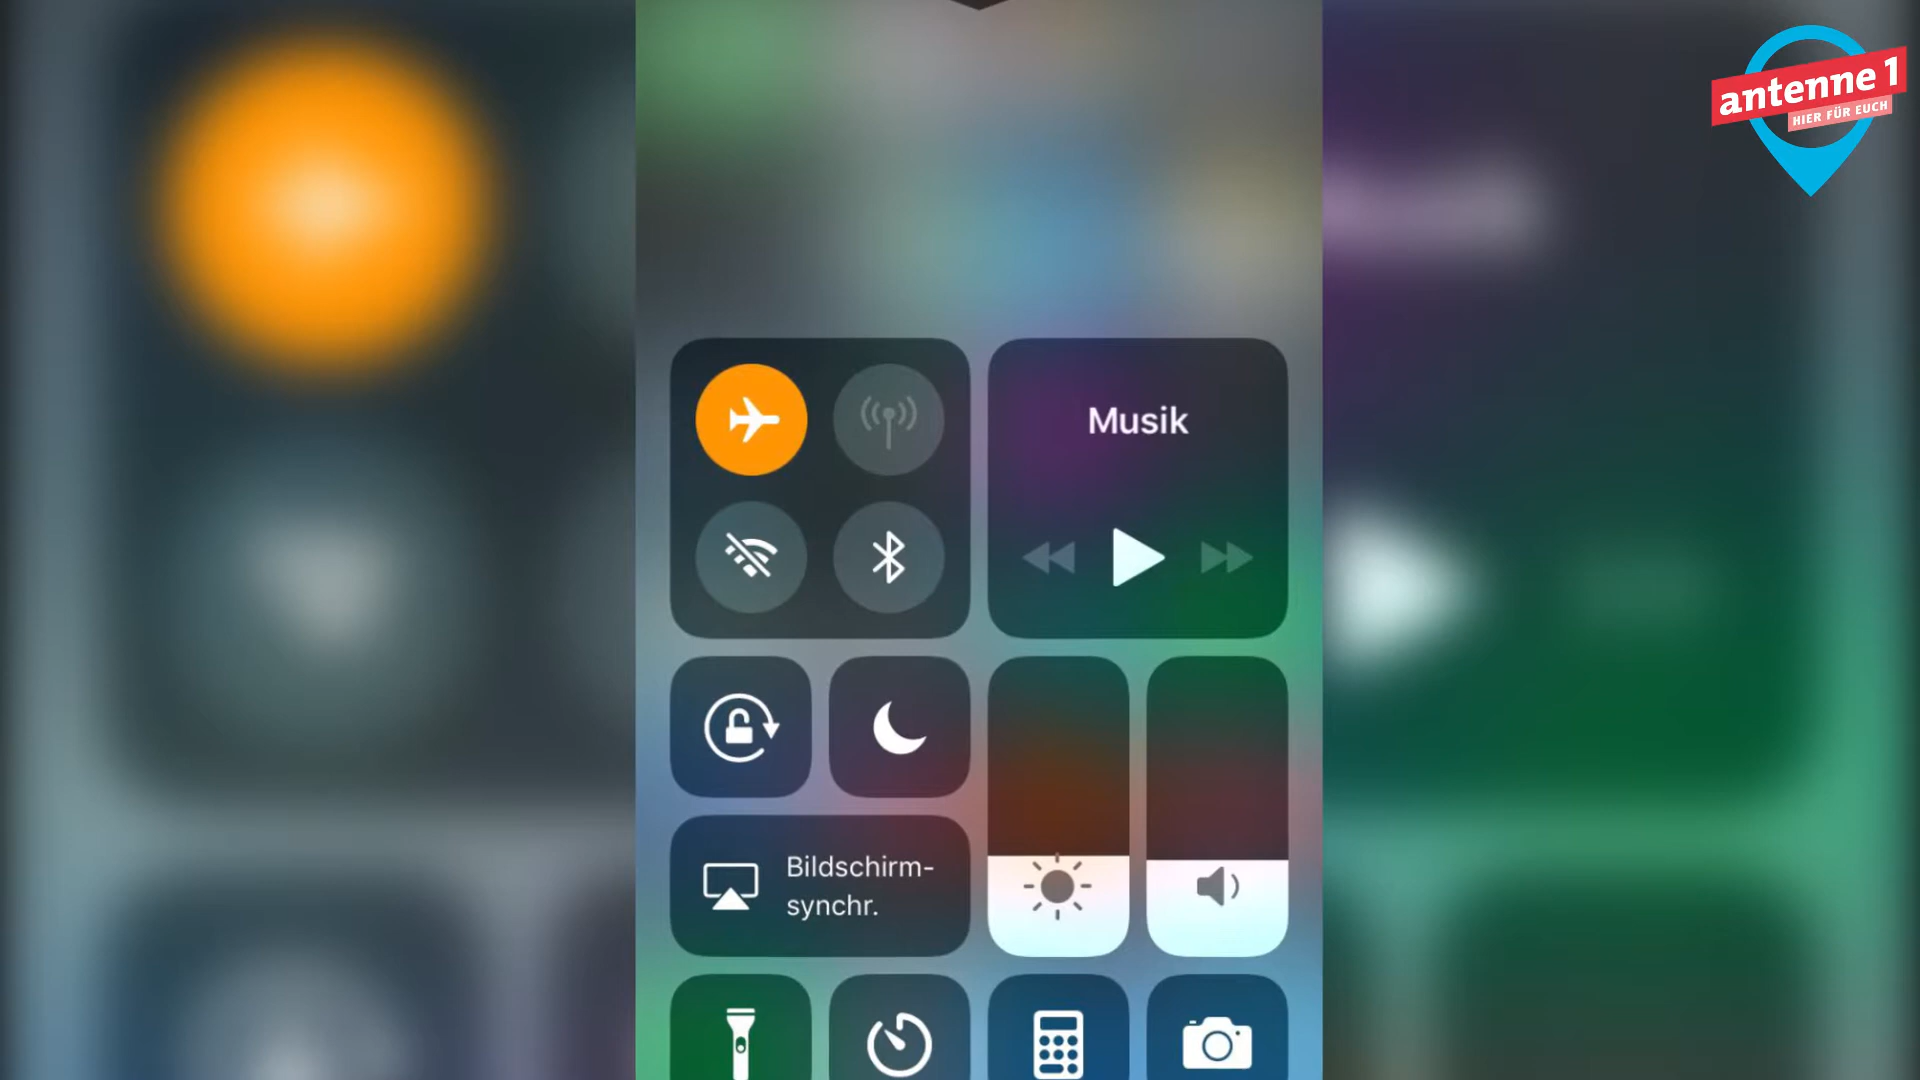 antenne 1
HIER FÜR EUCH
Musik
Bildschirm-
synchr.